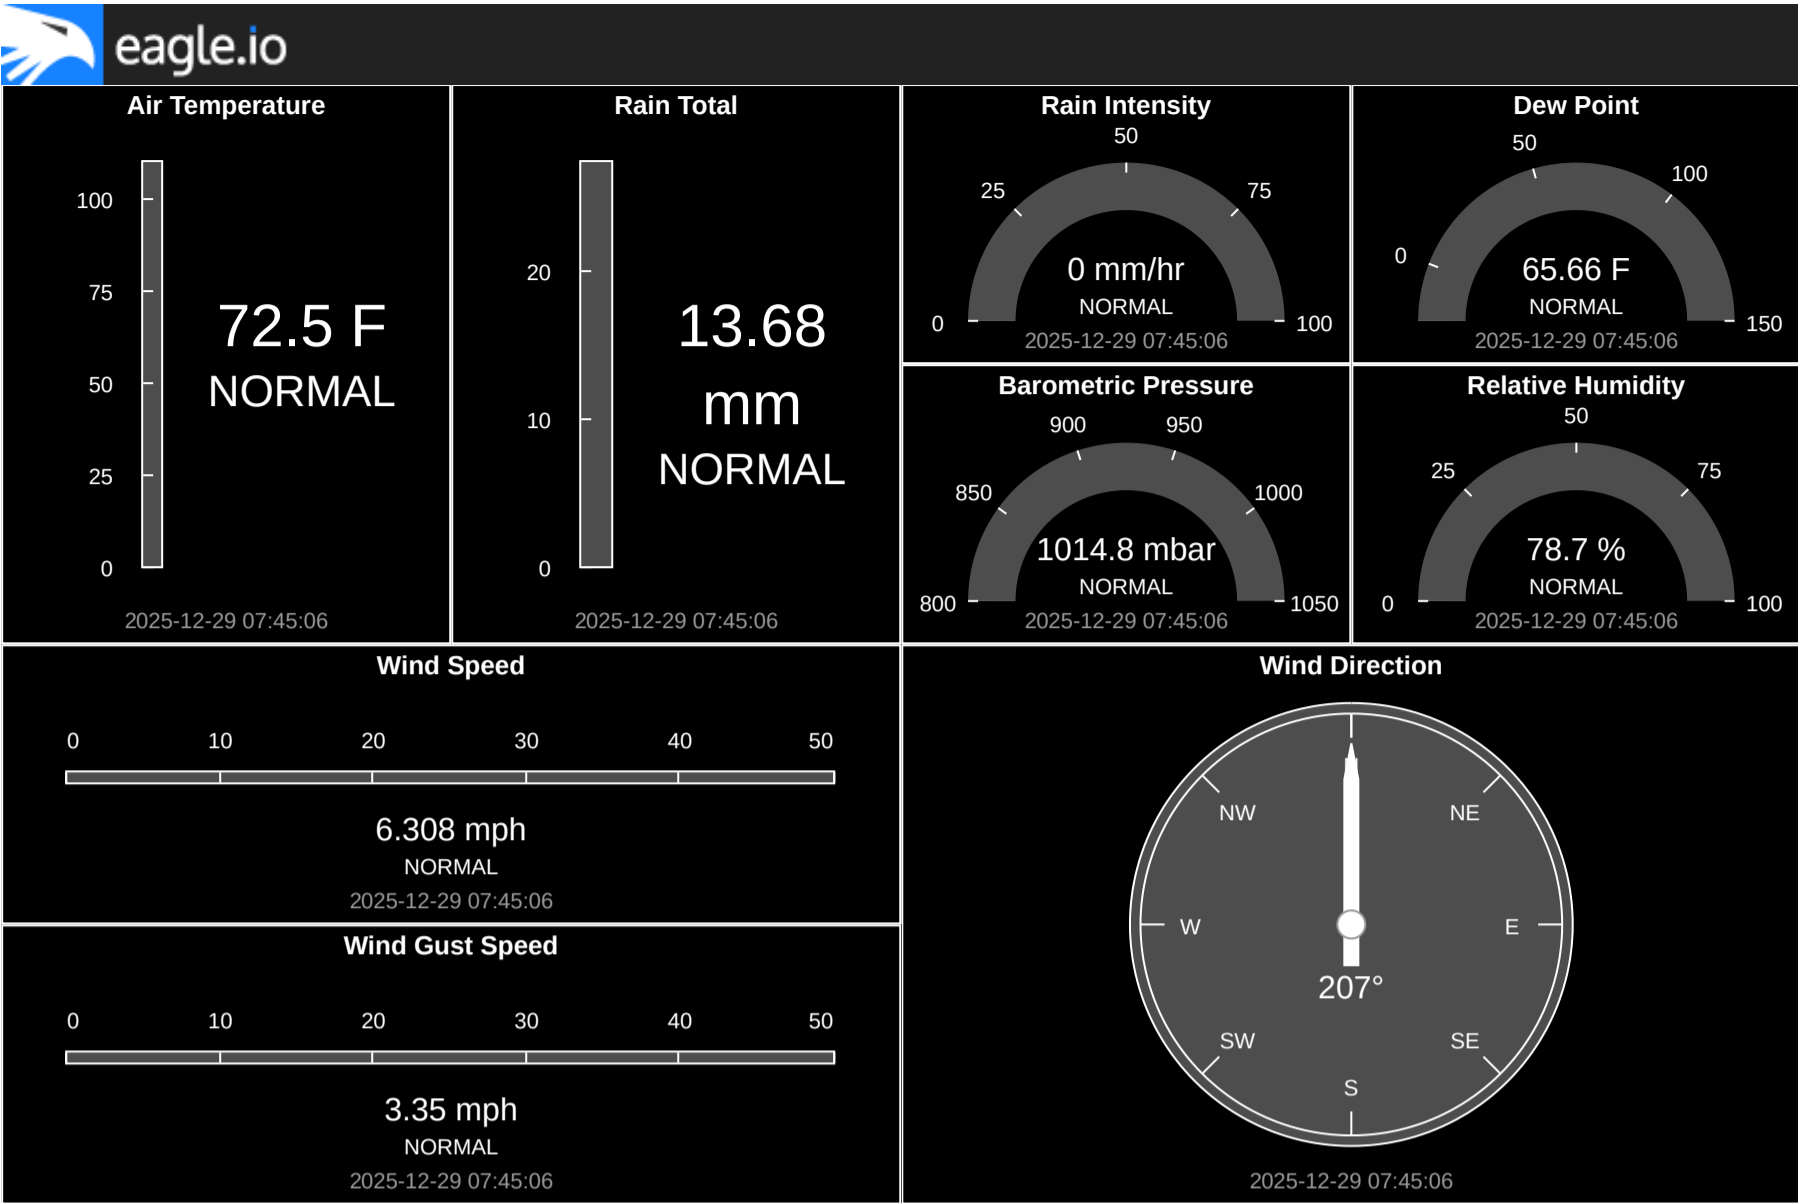 eagle.io
Air Temperature
100
75
50
25
0
72.5 F
NORMAL
2025-12-29 07:45:06
Rain Total
20
10
0
13.68
mm
NORMAL
2025-12-29 07:45:06
Rain Intensity
50
25
75
0
100
0 mm/hr
NORMAL
2025-12-29 07:45:06
Dew Point
50
100
0
150
65.66 F
NORMAL
2025-12-29 07:45:06
Barometric Pressure
900
950
850
1000
800
1050
1014.8 mbar
NORMAL
2025-12-29 07:45:06
Relative Humidity
50
25
75
0
100
78.7 %
NORMAL
2025-12-29 07:45:06
Wind Speed
0 10 20 30 40 50
6.308 mph
NORMAL
2025-12-29 07:45:06
Wind Gust Speed
0 10 20 30 40 50
3.35 mph
NORMAL
2025-12-29 07:45:06
Wind Direction
NW
NE
W
E
207°
SW
SE
S
2025-12-29 07:45:06